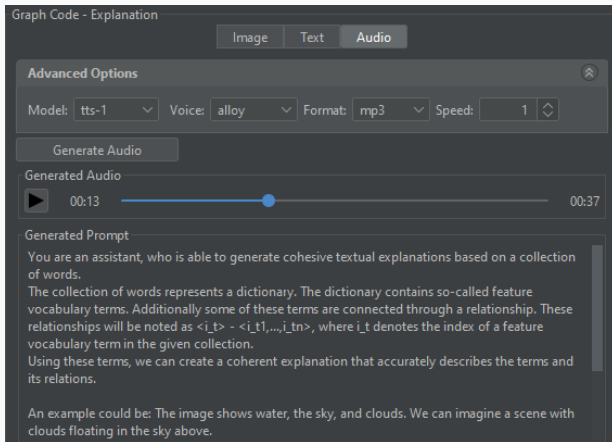 Graph Code - Explanation
Image Text Audio
Advanced Options
Model: tts-1 Voice: alloy Format: mp3 Speed: 1
Generate Audio
Generated Audio
00:13 00:37
Generated Prompt
You are an assistant, who is able to generate cohesive textual explanations based on a collection
of words.
The collection of words represents a dictionary. The dictionary contains so-called feature
vocabulary terms. Additionally some of these terms are connected through a relationship. These
relationships will be noted as <i_t> - <i_t1,...,i_tn>, where i_t denotes the index of a feature
vocabulary term in the given collection.
Using these terms, we can create a coherent explanation that accurately describes the terms and
its relations.
An example could be: The image shows water, the sky, and clouds. We can imagine a scene with
clouds floating in the sky above.